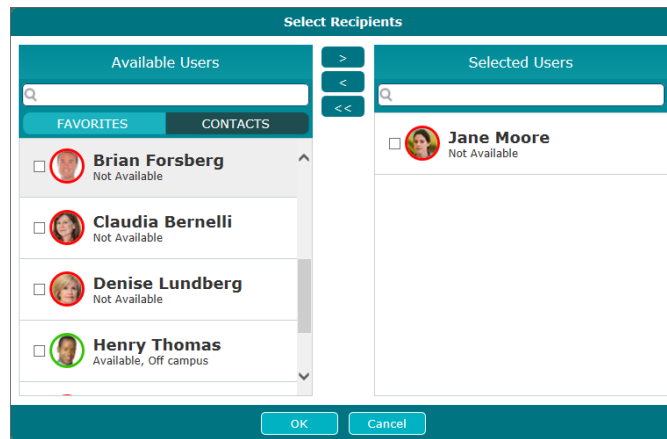 Select Recipients
Available Users
FAVORITES
CONTACTS
Brian Forsberg
Not Available
Claudia Bernelli
Not Available
Denise Lundberg
Not Available
Henry Thomas
Available, Off campus
>
<
<<
Selected Users
Jane Moore
Not Available
OK
Cancel